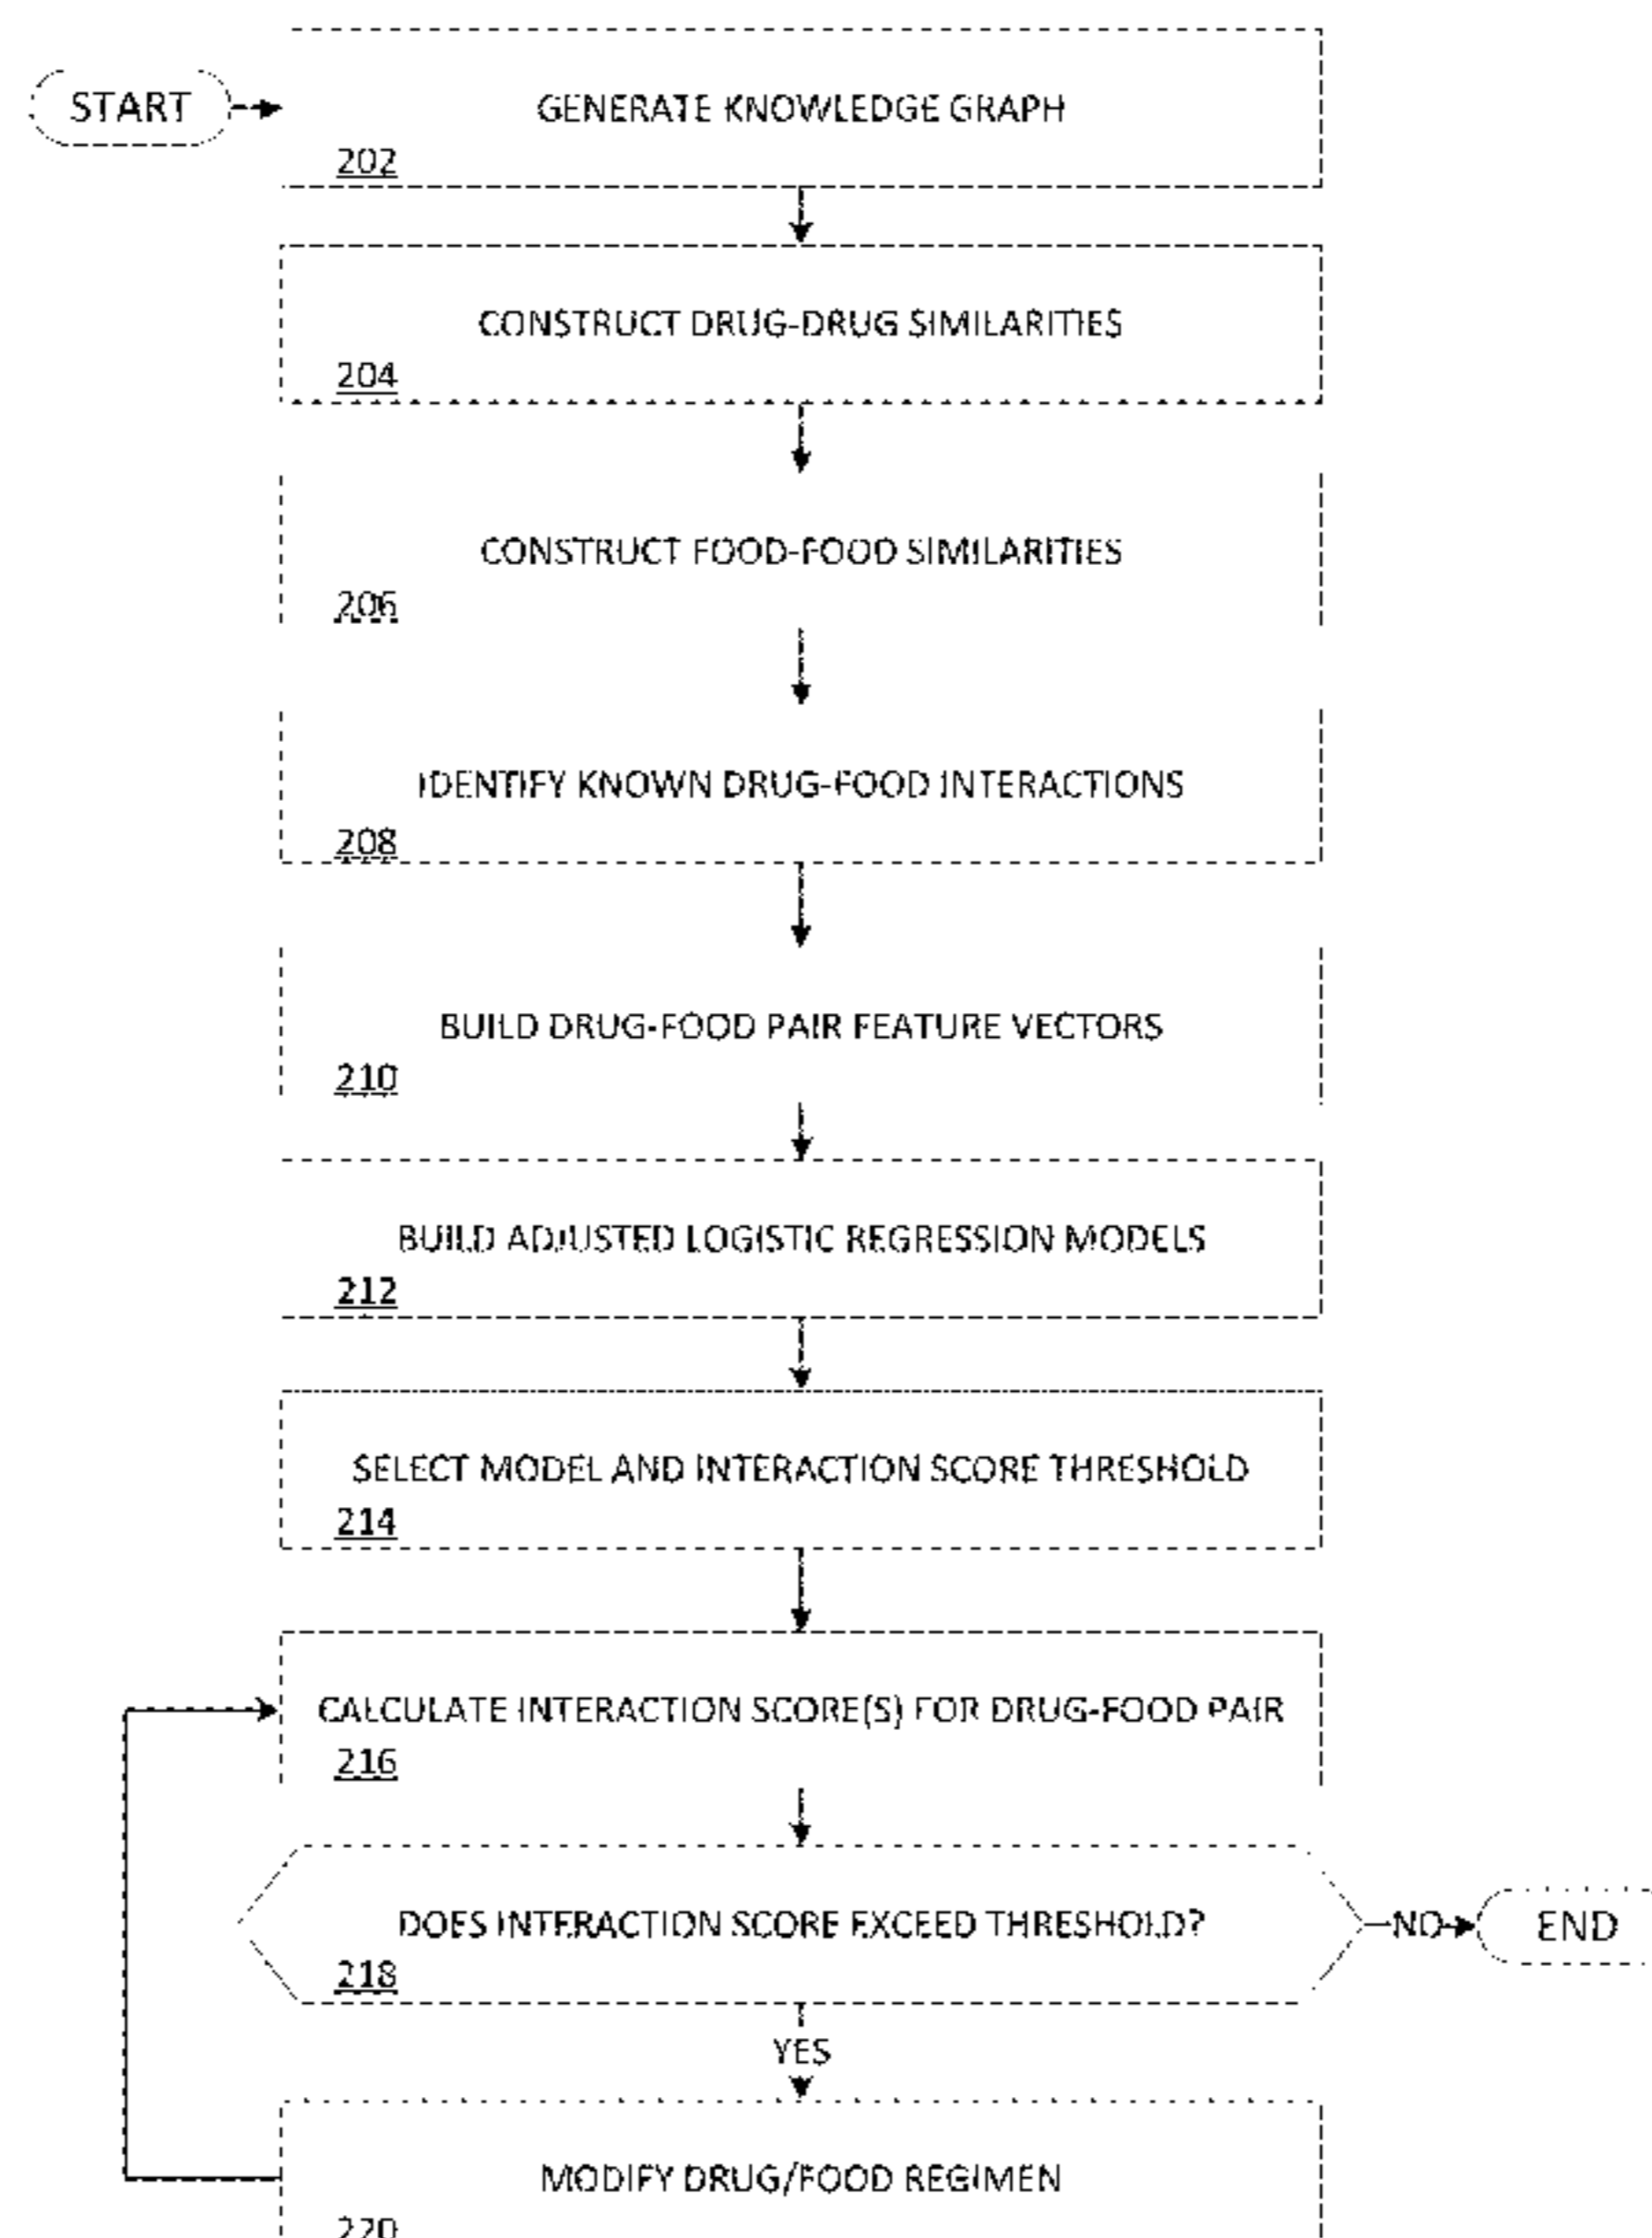 START
GENERATE KNOWLEDGE GRAPH
202
CONSTRUCT DRUG-DRUG SIMILARITIES
204
CONSTRUCT FOOD-FOOD SIMILARITIES
206
IDENTIFY KNOWN DRUG-FOOD INTERACTIONS
208
BUILD DRUG-FOOD PAIR FEATURE VECTORS
210
BUILD ADJUSTED LOGISTIC REGRESSION MODELS
212
SELECT MODEL AND INTERACTION SCORE THRESHOLD
214
CALCULATE INTERACTION SCORE(S) FOR DRUG-FOOD PAIR
216
DOES INTERACTION SCORE EXCEED THRESHOLD?
218
NO
END
YES
MODIFY DRUG/FOOD REGIMEN
220